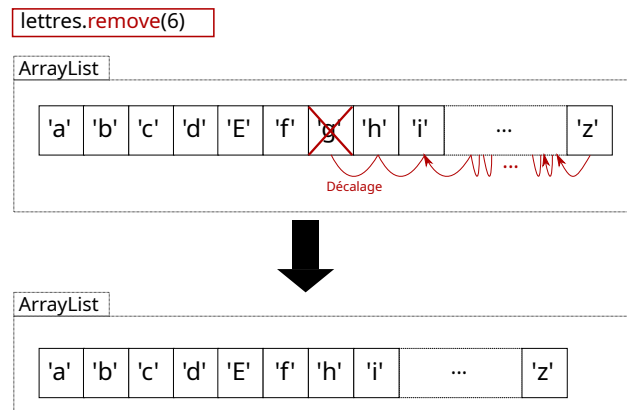 lettres.remove(6)
ArrayList
'a' 'b' 'c' 'd' 'E' 'f' 'g' 'h' 'i' ... 'z'
...
Décalage
ArrayList
'a' 'b' 'c' 'd' 'E' 'f' 'h' 'i' ... 'z'